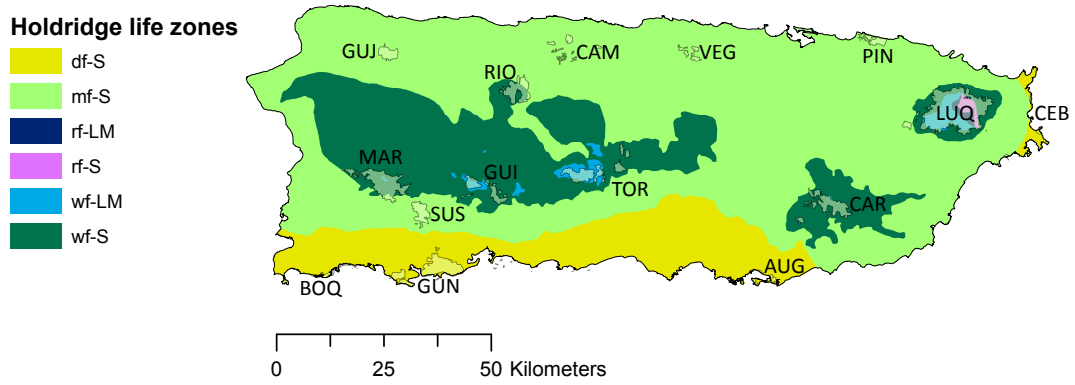 Holdridge life zones
df-S
mf-S
rf-LM
rf-S
wf-LM
wf-S
GUJ
CAM
VEG
PIN
RIO
LUQ
CEB
MAR
GUI
TOR
SUS
CAR
AUG
BOQ
GUN
0 25 50 Kilometers